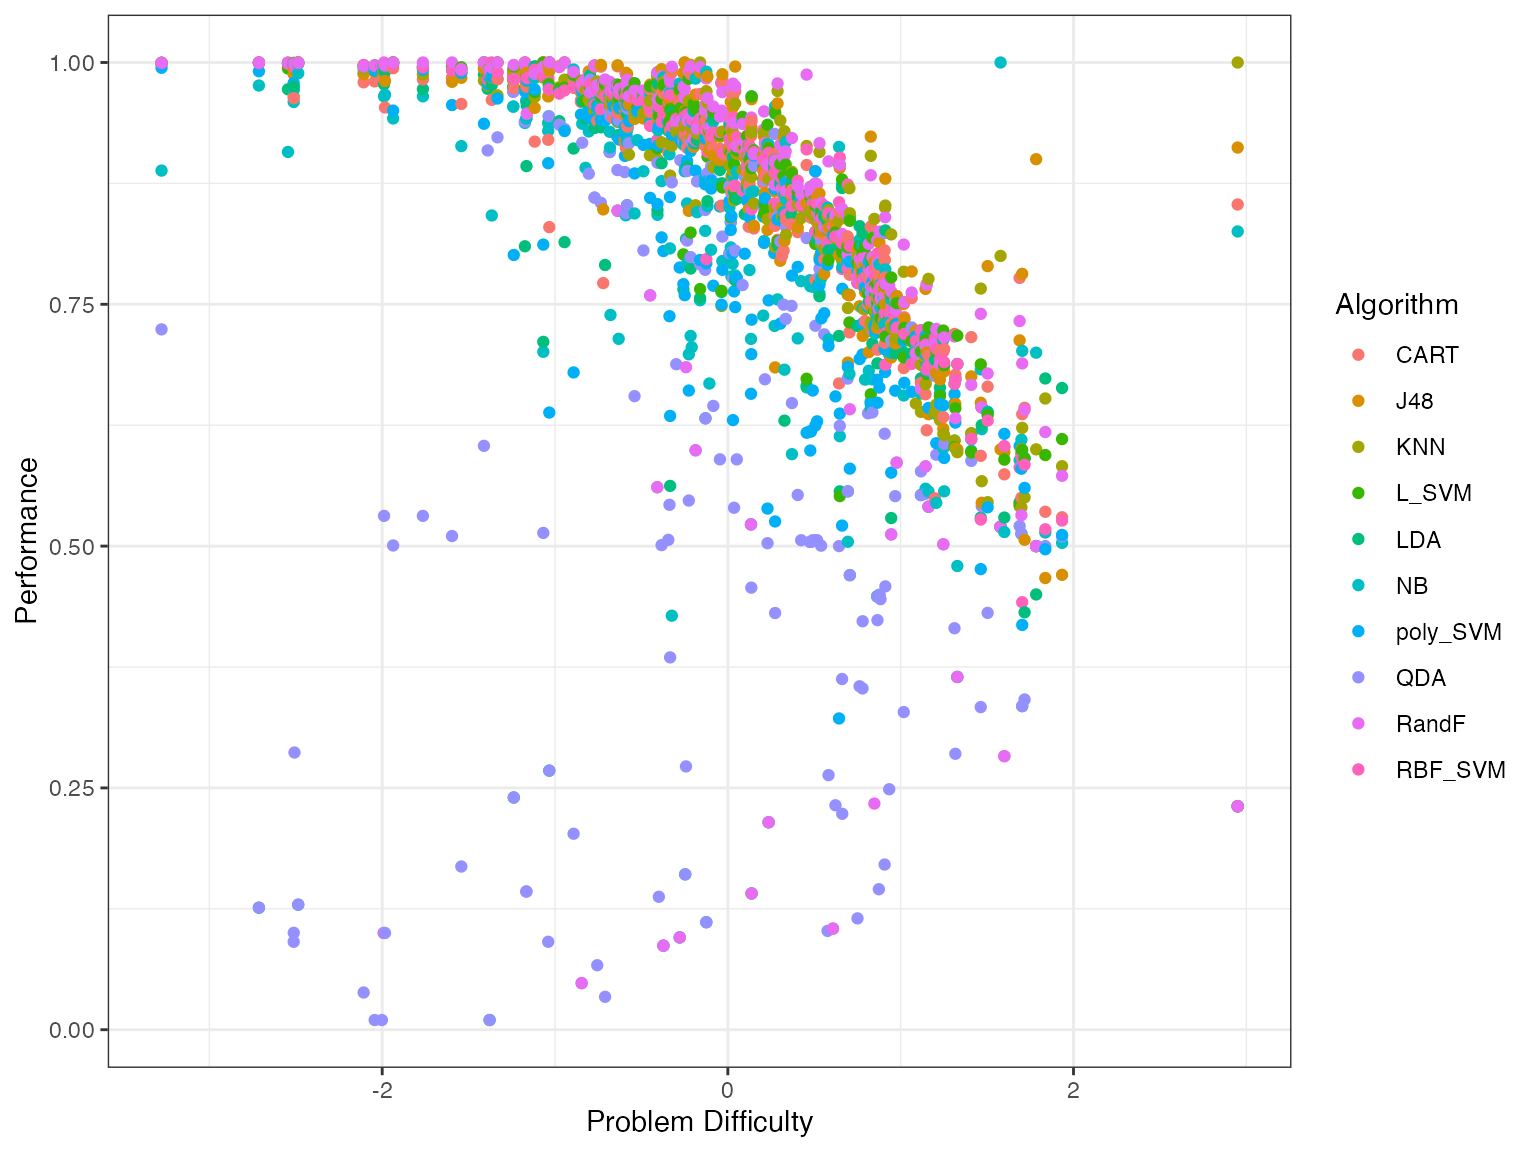 1.00
0.75
0.50
0.25
0.00
Performance
-2
0
2
Problem Difficulty
Algorithm
CART
J48
KNN
L_SVM
LDA
NB
poly_SVM
QDA
RandF
RBF_SVM